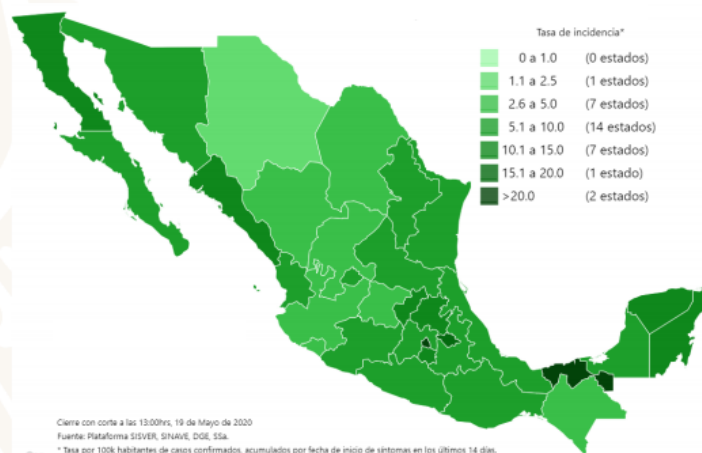 Tasa de incidencia*
0 a 1.0 (0 estados)
1.1 a 2.5 (1 estados)
2.6 a 5.0 (7 estados)
5.1 a 10.0 (14 estados)
10.1 a 15.0 (7 estados)
15.1 a 20.0 (1 estado)
>20.0 (2 estados)
Cierre con corte a las 13:00hrs, 19 de Mayo de 2020
Fuente: Plataforma SISVER, SINAVE, DGE, SSa.
* Tasa por 100k habitantes de casos confirmados, acumulados por fecha de inicio de síntomas en los últimos 14 días.